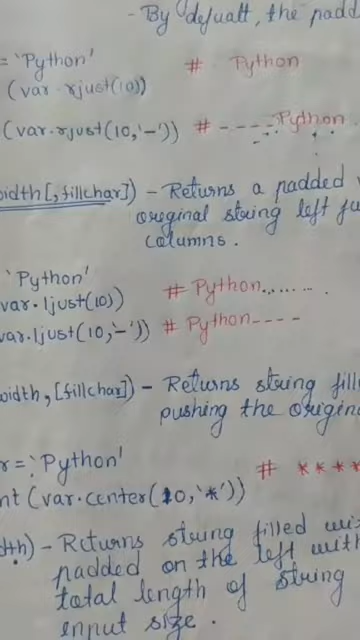 - By default, the padd
= 'Python' # Python
(var.rjust(10))
(var.rjust(10,'-')) # -----Python
width[,fillchar]) - Returns a padded
original string left ju
columns.
'Python'
var.ljust(10)) # Python.........
var.ljust(10,'-')) # Python----
width,[fillchar]) - Returns string fille
pushing the origina
r = 'Python' # ****
nt (var.center(10,'*'))
dth) - Returns string filled wit
padded on the left with
total length of string
input size.